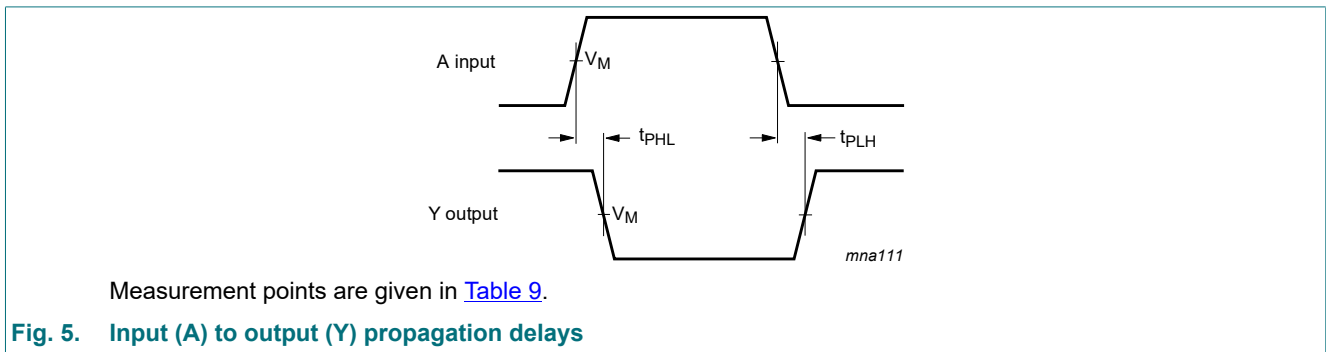 A input
VM
tPHL
tPLH
Y output
VM
mna111
Measurement points are given in Table 9.
Fig. 5. Input (A) to output (Y) propagation delays